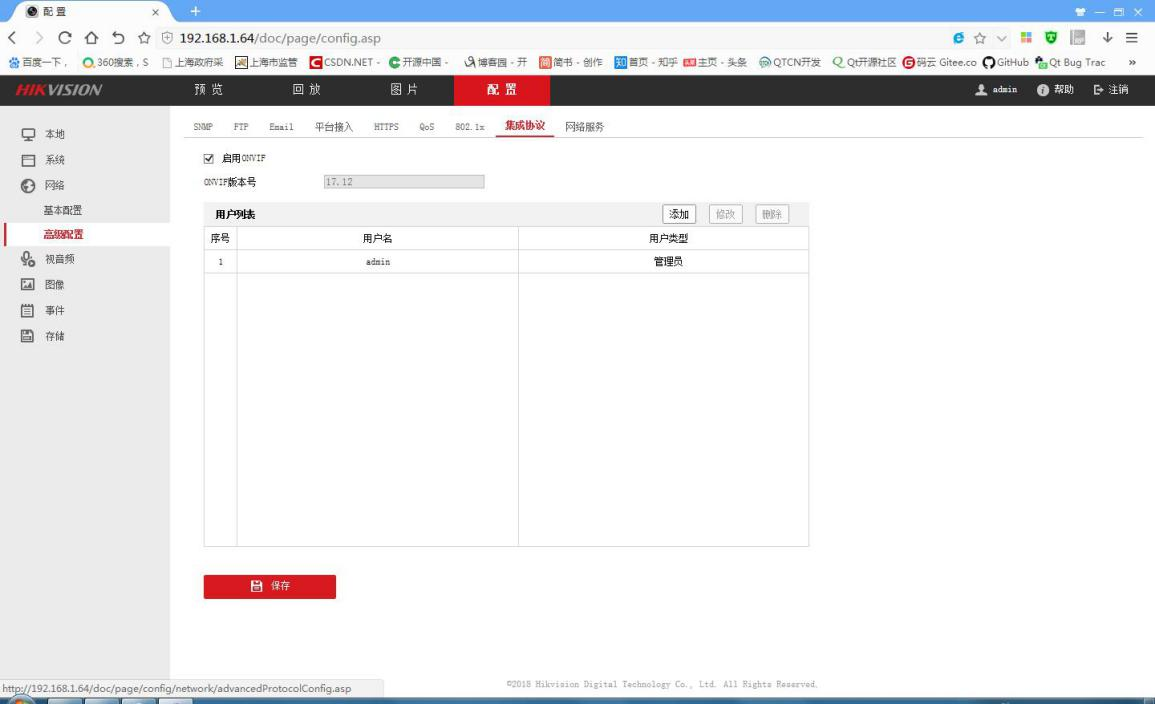 配置
192.168.1.64/doc/page/config.asp
百度一下， 360搜素，S 上海政府采 上海市监管 CSDN.NET - 开源中国 - 博客园 - 开 简书 - 创作 首页 - 知乎 主页 - 头条 QTCN开发 Qt开源社区 码云 Gitee.co GitHub Qt Bug Trac »
HIKVISION 预览 回放 图片 配置 admin 帮助 注销
本地
系统
网络
基本配置
高级配置
视音频
图像
事件
存储
SNMP FTP Email 平台接入 HTTPS QoS 802.1x 集成协议 网络服务
启用ONVIF
ONVIF版本号 17.12
用户列表 添加 修改 删除
序号 用户名 用户类型
1 admin 管理员
保存
©2018 Hikvision Digital Technology Co., Ltd. All Rights Reserved.
http://192.168.1.64/doc/page/config/network/advancedProtocolConfig.asp